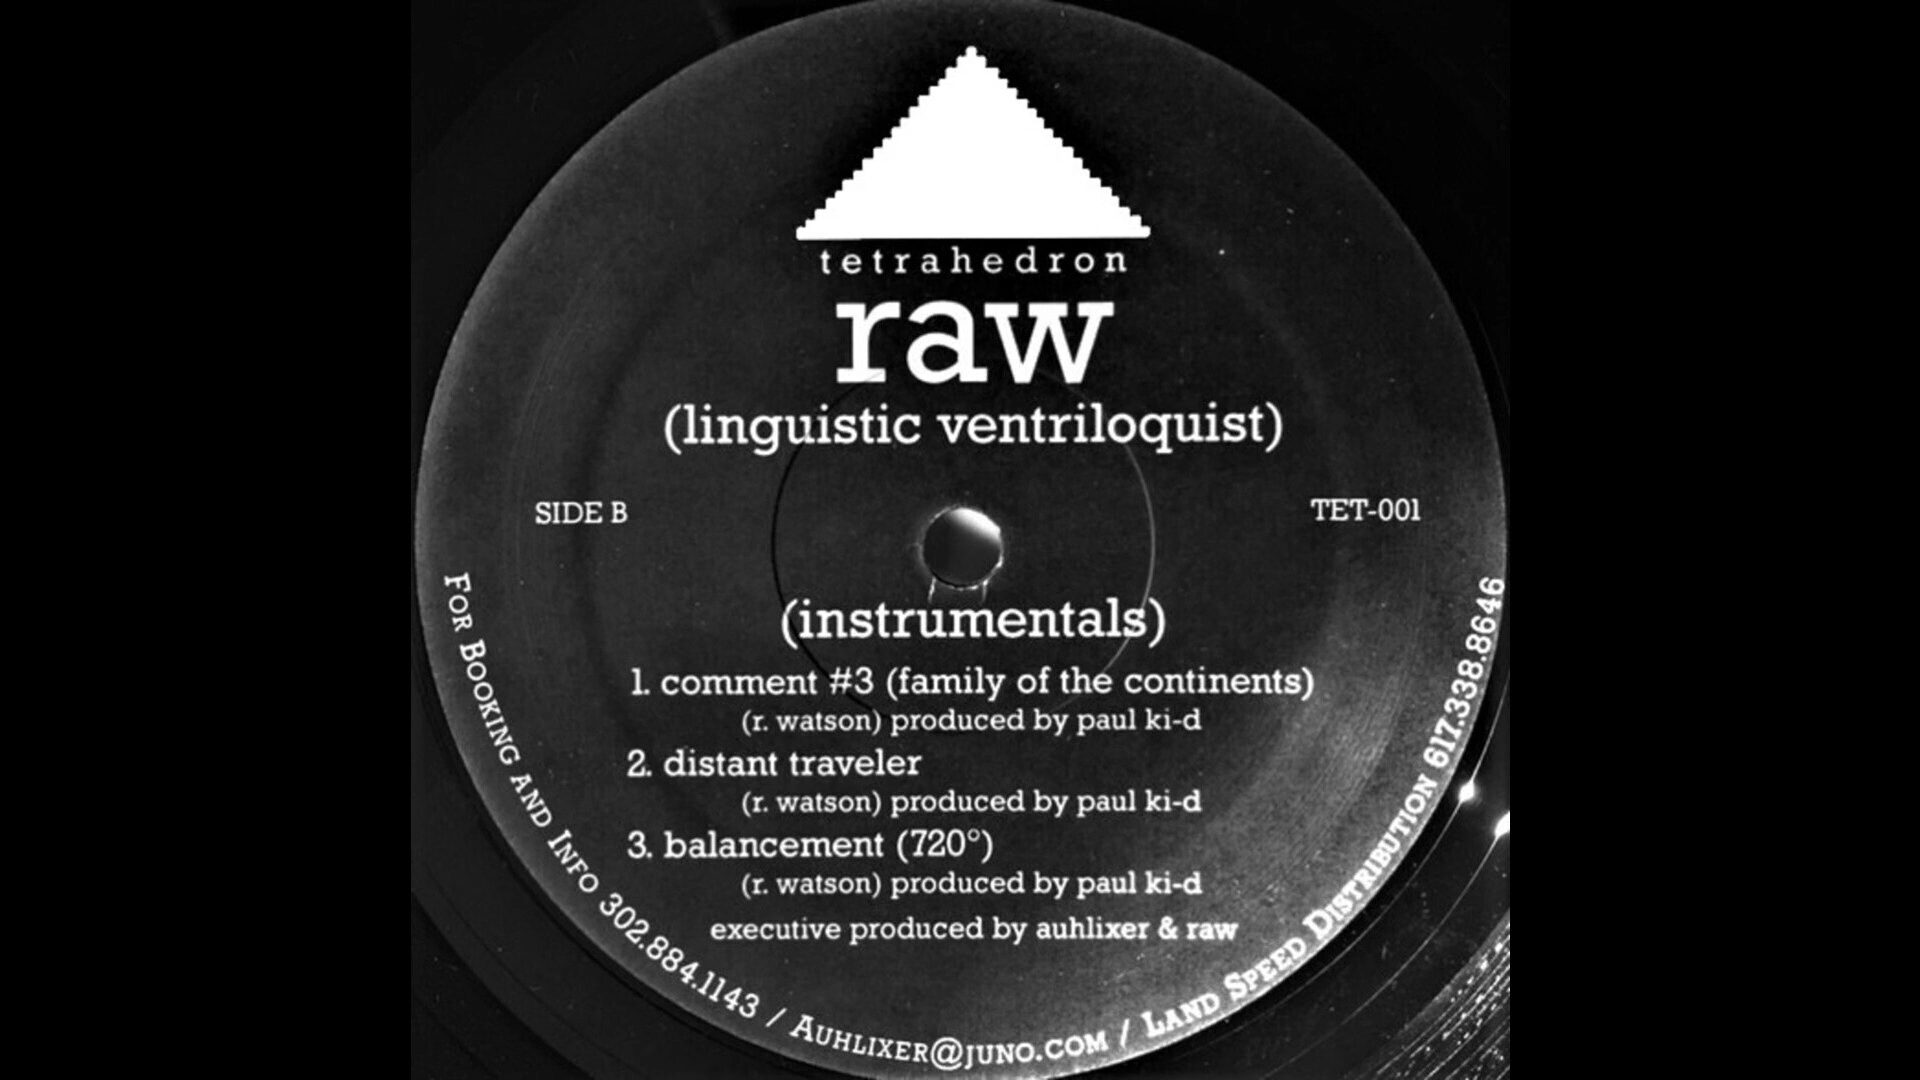 tetrahedron
raw
(linguistic ventriloquist)
SIDE B
TET-001
(instrumentals)
1. comment #3 (family of the continents)
(r. watson) produced by paul ki-d
2. distant traveler
(r. watson) produced by paul ki-d
3. balancement (720°)
(r. watson) produced by paul ki-d
executive produced by auhlixer & raw
For Booking and Info 302.884.1143 / Auhlixer@juno.com / Land Speed Distribution 617.338.8646